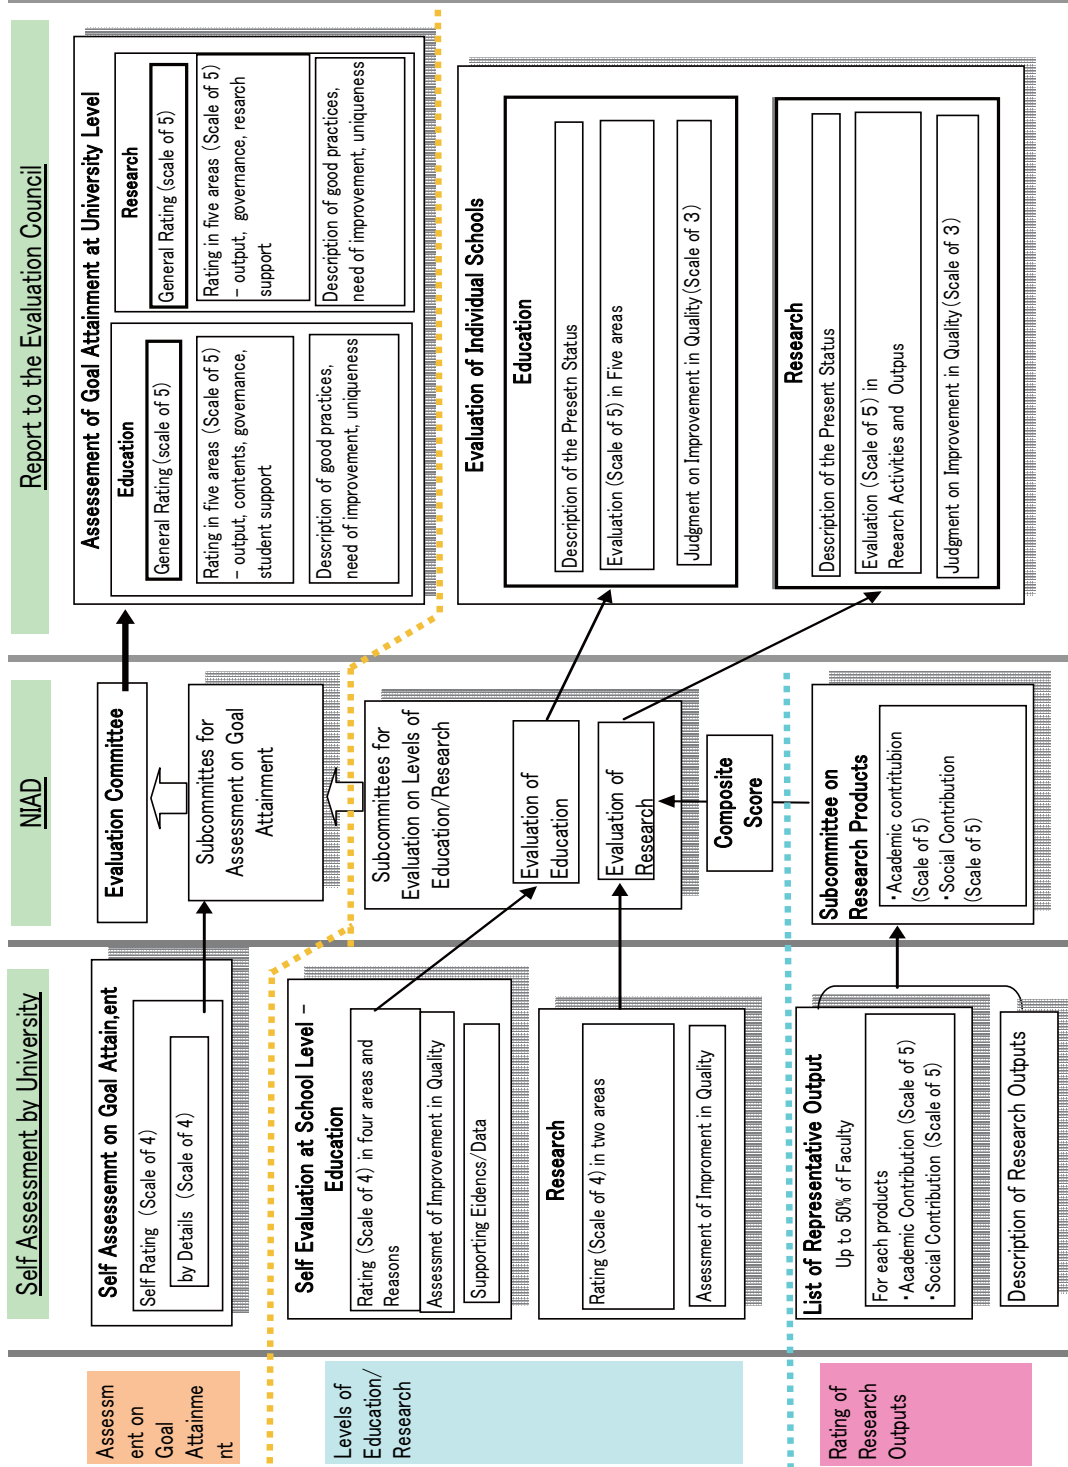 Self Assessment by University
NIAD
Report to the Evaluation Council
Assessm
ent on
Goal
Attainme
nt
Self Assessmnt on Goal Attain,ent
Self Rating (Scale of 4)
by Details (Scale of 4)
Evaluation Committee
Subcommittes for
Assessment on Goal
Attainment
Assessment of Goal Attainment at University Level
Education
General Rating (scale of 5)
Rating in five areas (Scale of 5)
– output, contents, governance,
student support
Description of good practices,
need of improvement, uniqueness
Research
General Rating (scale of 5)
Rating in five areas (Scale of 5)
– output, governance, resarch
support
Description of good practices,
need of improvement, uniqueness
Levels of
Education/
Research
Self Evaluation at School Level –
Education
Rating (Scale of 4) in four areas and
Reasons
Assessmet of Improvement in Quality
Supporting Eidencs/Data
Research
Rating (Scale of 4) in two areas
Asessment of Improment in Quality
Subcommittees for
Evaluation on Levels of
Education/Research
Evaluation of
Education
Evaluation of
Research
Composite
Score
Evaluation of Individual Schools
Education
Description of the Presetn Status
Evaluation (Scale of 5) in Five areas
Judgment on Improvement in Quality (Scale of 3)
Research
Description of the Present Status
Evaluation (Scale of 5) in
Reearch Activities and Outpus
Judgment on Improvement in Quality (Scale of 3)
Rating of
Research
Outputs
List of Representative Output
Up to 50% of Faculty
For each products
・Academic Contribution (Scale of 5)
・Social Contribution (Scale of 5)
Description of Research Outputs
Subcommittee on
Research Products
・Academic contritubion
(Scale of 5)
・Social Contribution
(Scale of 5)